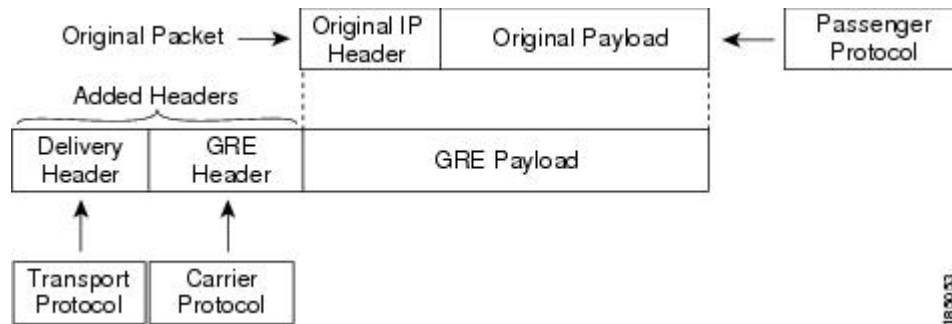 Original Packet
Original IP
Header
Original Payload
Passenger
Protocol
Added Headers
Delivery
Header
GRE
Header
GRE Payload
Transport
Protocol
Carrier
Protocol